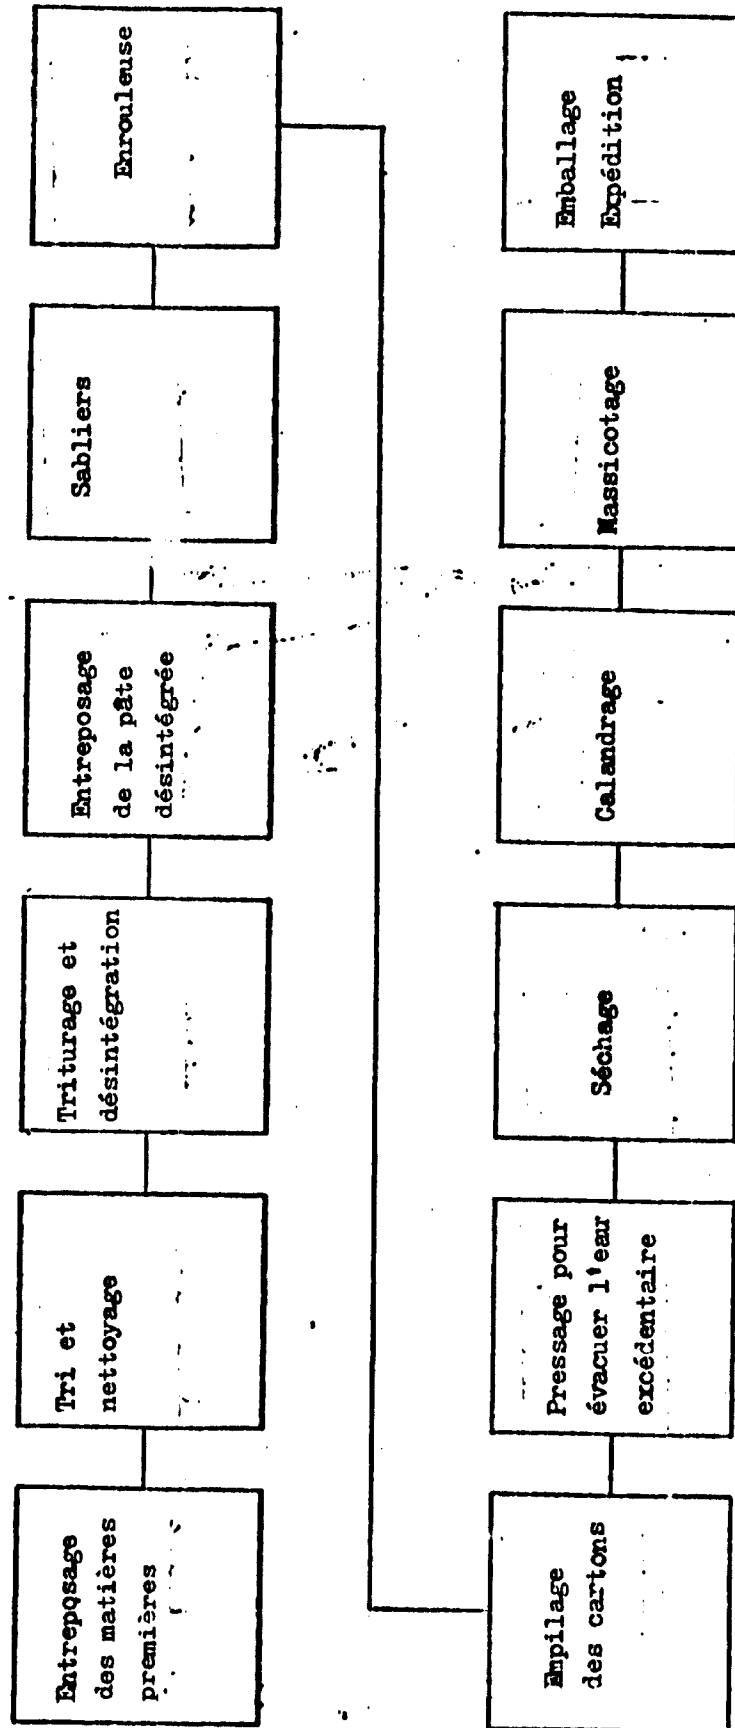 Entreposage
des matières
premières
Tri et
nettoyage
Triturage et
désintégration
Entreposage
de la pâte
désintégrée
Sabliers
Enrouleuse
Empilage
des cartons
Pressage pour
évacuer l'eau
excédentaire
Séchage
Calandrage
Massicotage
Emballage
Expédition